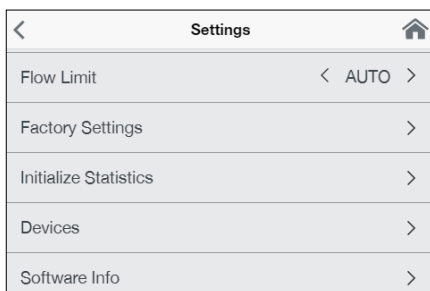 Settings
Flow Limit < AUTO >
Factory Settings >
Initialize Statistics >
Devices >
Software Info >